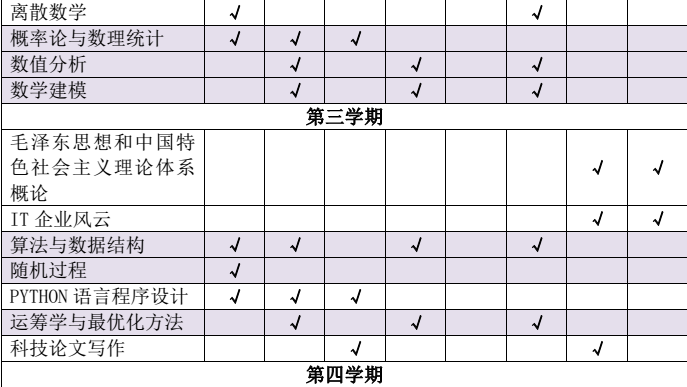 离散数学 √ √
概率论与数理统计 √ √ √
数值分析 √ √ √
数学建模 √ √ √
第三学期
毛泽东思想和中国特
色社会主义理论体系 √ √
概论
IT 企业风云 √ √
算法与数据结构 √ √ √ √
随机过程 √
PYTHON 语言程序设计 √ √ √
运筹学与最优化方法 √ √ √
科技论文写作 √ √
第四学期